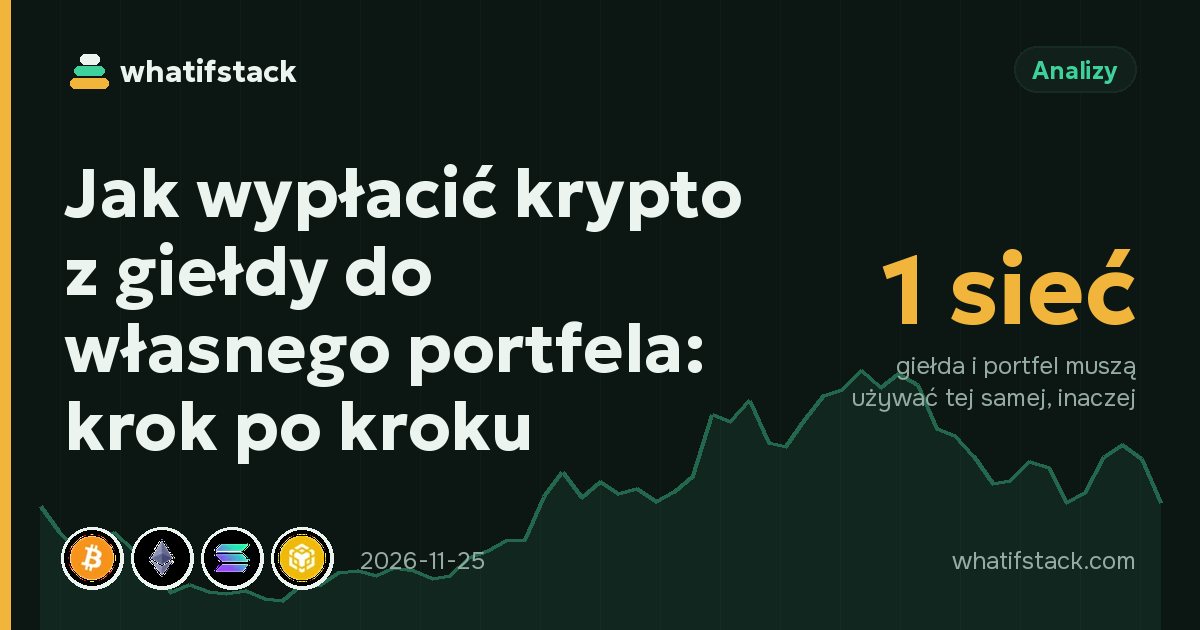 whatifstack
Analizy
Jak wypłacić krypto
z giełdy do
własnego portfela:
krok po kroku
1 sieć
giełda i portfel muszą
używać tej samej, inaczej
2026-11-25
whatifstack.com